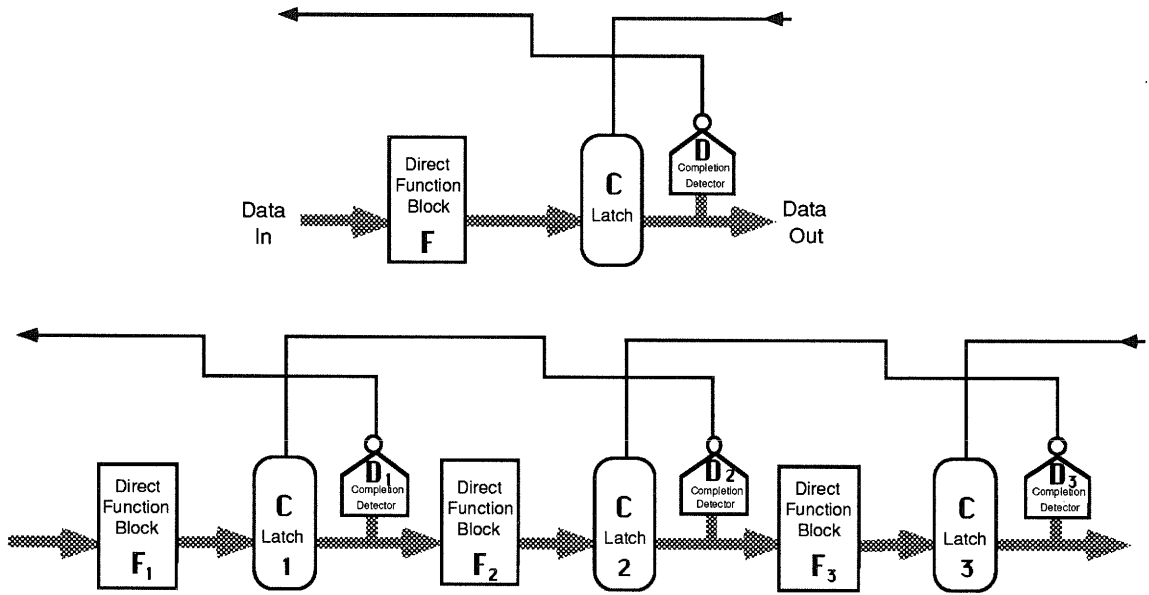 D
Completion
Detector
Direct
Function
Block
F
C
Latch
Data
In
Data
Out
D1
Completion
Detector
D2
Completion
Detector
D3
Completion
Detector
Direct
Function
Block
F1
C
Latch
1
Direct
Function
Block
F2
C
Latch
2
Direct
Function
Block
F3
C
Latch
3